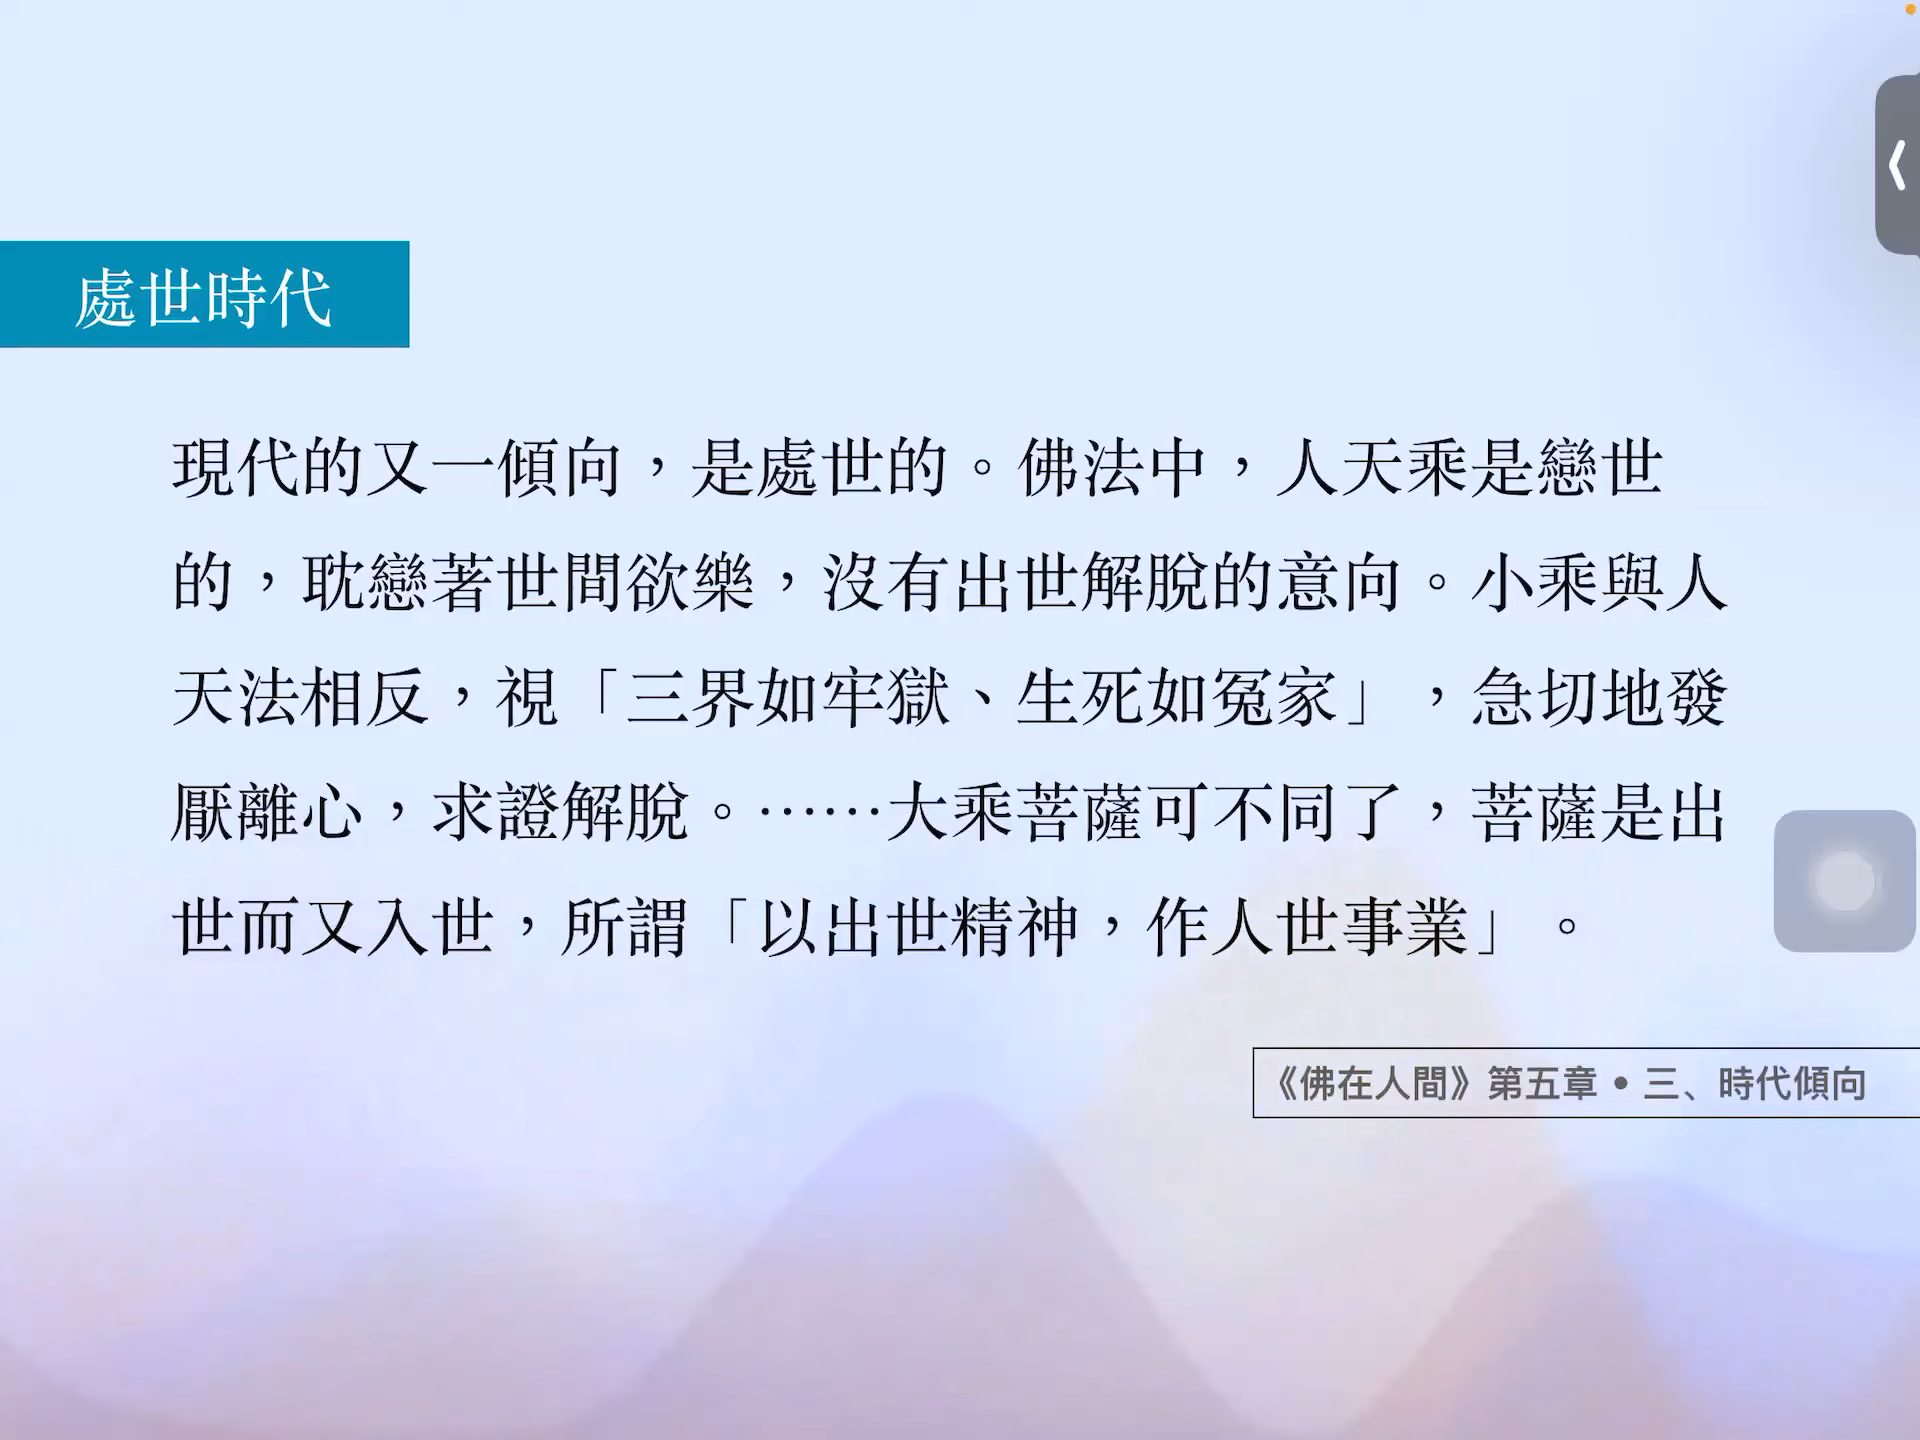 處世時代
現代的又一傾向，是處世的。佛法中，人天乘是戀世
的，耽戀著世間欲樂，沒有出世解脫的意向。小乘與人
天法相反，視「三界如牢獄、生死如冤家」，急切地發
厭離心，求證解脫。⋯⋯大乘菩薩可不同了，菩薩是出
世而又入世，所謂「以出世精神，作人世事業」。
《佛在人間》第五章 • 三、時代傾向